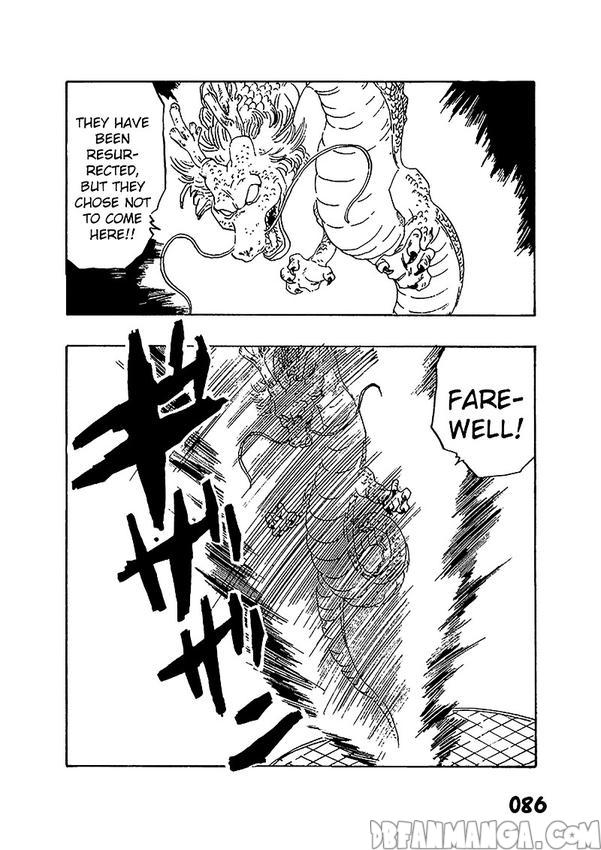 THEY HAVE
BEEN
RESUR-
RECTED,
BUT THEY
CHOSE NOT
TO COME
HERE!!
FARE-
WELL!
ギザザザン
086
DBFANMANGA.COM